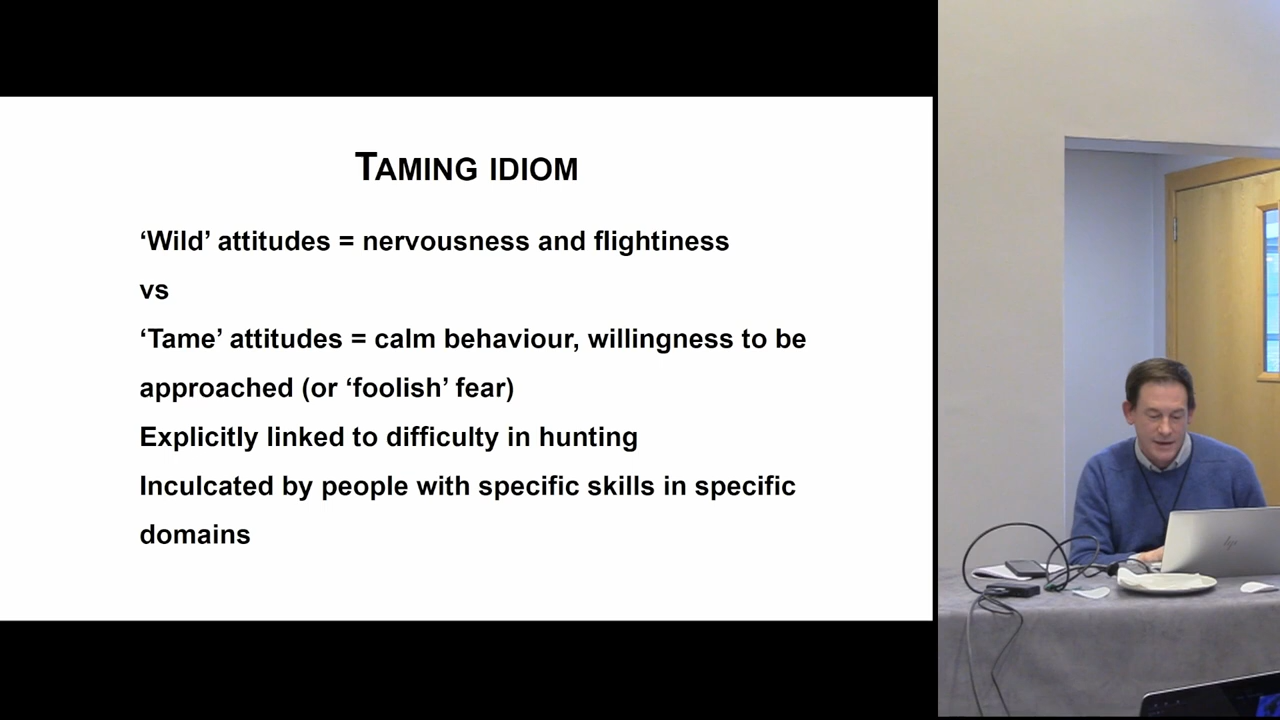 TAMING IDIOM
‘Wild’ attitudes = nervousness and flightiness
vs
‘Tame’ attitudes = calm behaviour, willingness to be
approached (or ‘foolish’ fear)
Explicitly linked to difficulty in hunting
Inculcated by people with specific skills in specific
domains
hp